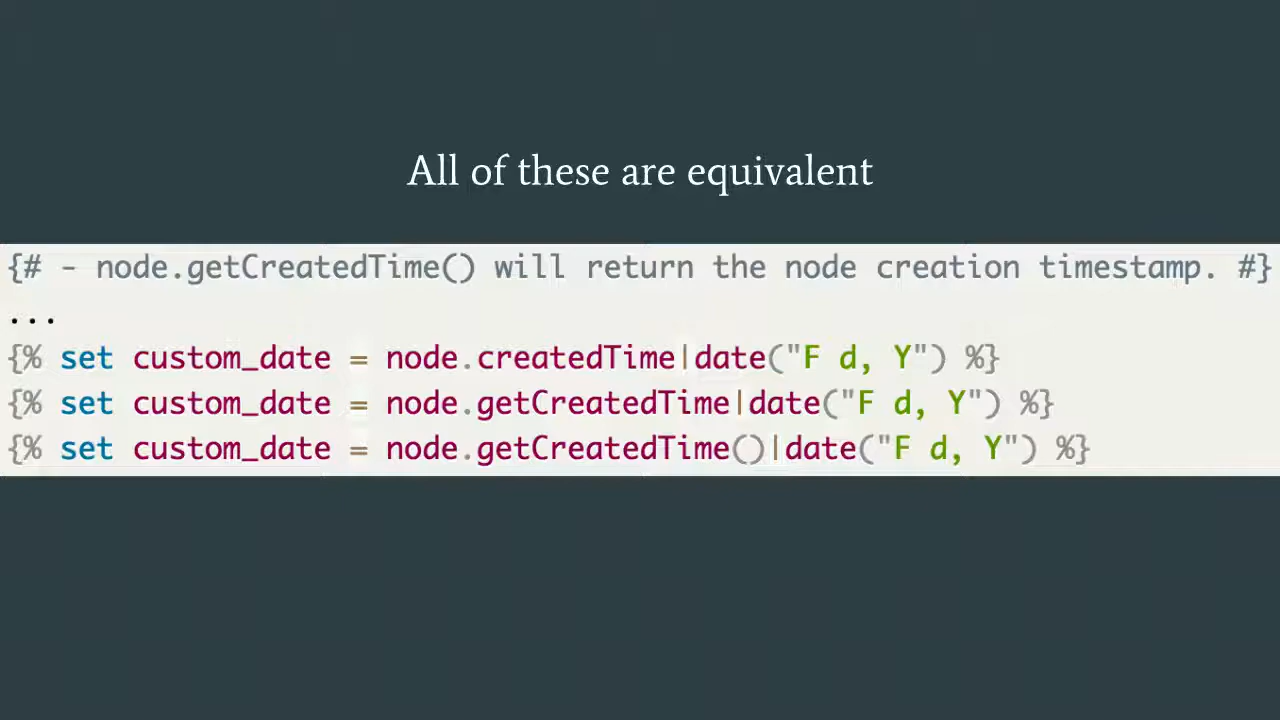 All of these are equivalent
{# - node.getCreatedTime() will return the node creation timestamp. #}
...
{% set custom_date = node.createdTime|date("F d, Y") %}
{% set custom_date = node.getCreatedTime|date("F d, Y") %}
{% set custom_date = node.getCreatedTime()|date("F d, Y") %}